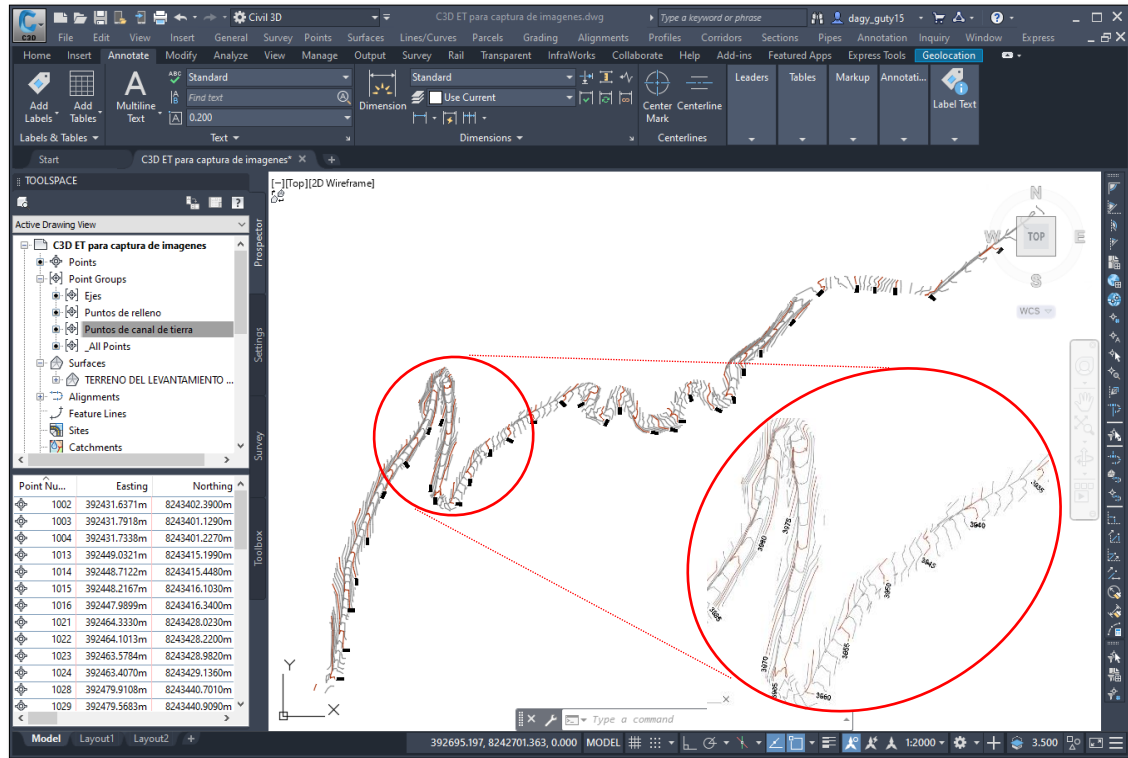 C3D
Civil 3D
C3D ET para captura de imagenes.dwg
Type a keyword or phrase
dagy_guty15
File Edit View Insert General Survey Points Surfaces Lines/Curves Parcels Grading Alignments Profiles Corridors Sections Pipes Annotation Inquiry Window Express
Home Insert Annotate Modify Analyze View Manage Output Survey Rail Transparent InfraWorks Collaborate Help Add-ins Featured Apps Express Tools Geolocation
Add Labels
Add Tables
Multiline Text
ABC Standard
Find text
0.200
Dimension
Standard
Use Current
Center Mark
Centerline
Leaders
Tables
Markup
Annotati...
Label Text
Labels & Tables
Text
Dimensions
Centerlines
Start
C3D ET para captura de imagenes*
TOOLSPACE
[−][Top][2D Wireframe]
Active Drawing View
C3D ET para captura de imagenes
Points
Point Groups
Ejes
Puntos de relleno
Puntos de canal de tierra
_All Points
Surfaces
TERRENO DEL LEVANTAMIENTO ...
Alignments
Feature Lines
Sites
Catchments
Prospector
Settings
Survey
Toolbox
N
W
TOP
E
S
WCS
Point Nu... Easting Northing
1002 392431.6371m 8243402.3900m
1003 392431.7918m 8243401.1290m
1004 392431.7338m 8243401.2270m
1013 392449.0321m 8243415.1990m
1014 392448.7122m 8243415.4480m
1015 392448.2167m 8243416.1030m
1016 392447.9899m 8243416.3400m
1021 392464.3330m 8243428.0230m
1022 392464.1013m 8243428.2200m
1023 392463.5784m 8243428.9820m
1024 392463.4070m 8243429.1360m
1028 392479.9108m 8243440.7010m
1029 392479.5683m 8243440.9090m
3935
3940
3945
3950
3955
3960
3975
3980
3970
Y
X
Type a command
Model Layout1 Layout2
392695.197, 8242701.363, 0.000 MODEL
1:2000
3.500